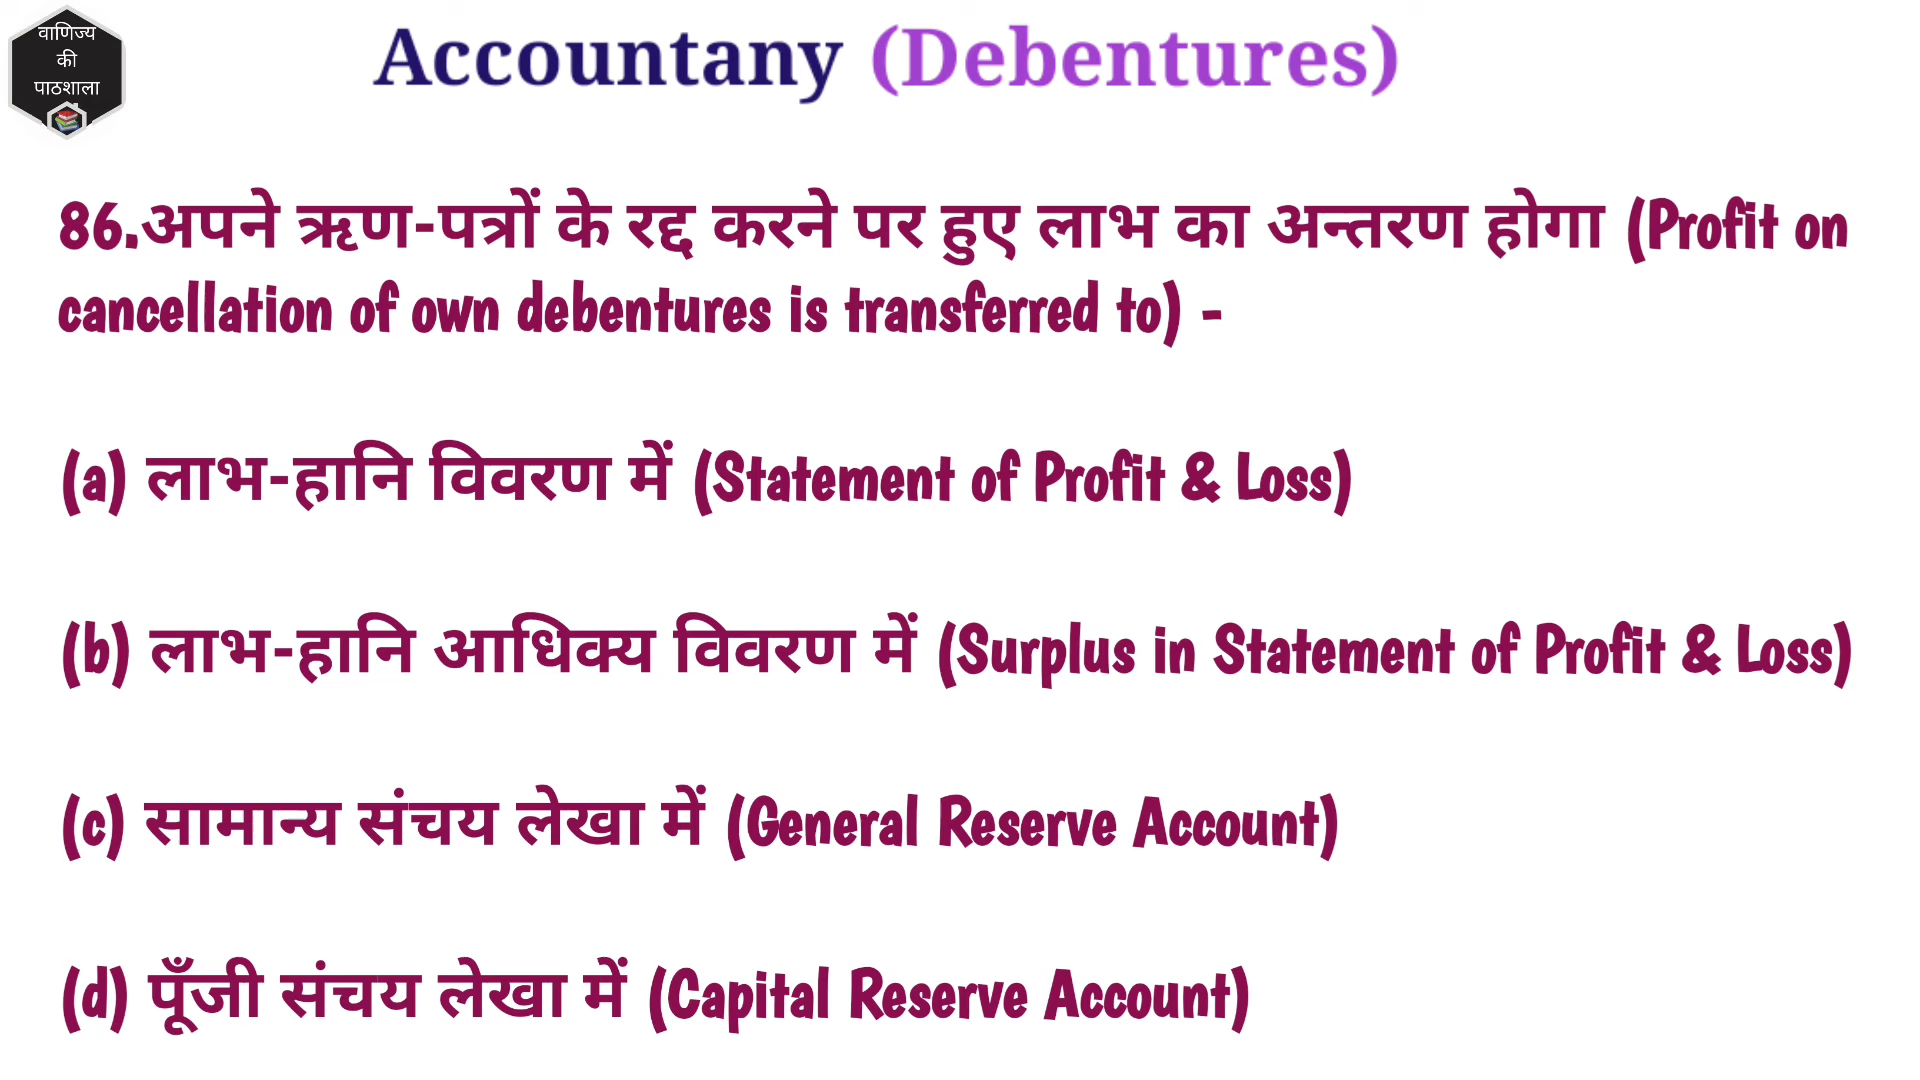 वाणिज्य
की
पाठशाला
Accountany (Debentures)
86.अपने ऋण-पत्रों के रद्द करने पर हुए लाभ का अन्तरण होगा (Profit on
cancellation of own debentures is transferred to) -
(a) लाभ-हानि विवरण में (Statement of Profit & Loss)
(b) लाभ-हानि आधिक्य विवरण में (Surplus in Statement of Profit & Loss)
(c) सामान्य संचय लेखा में (General Reserve Account)
(d) पूँजी संचय लेखा में (Capital Reserve Account)